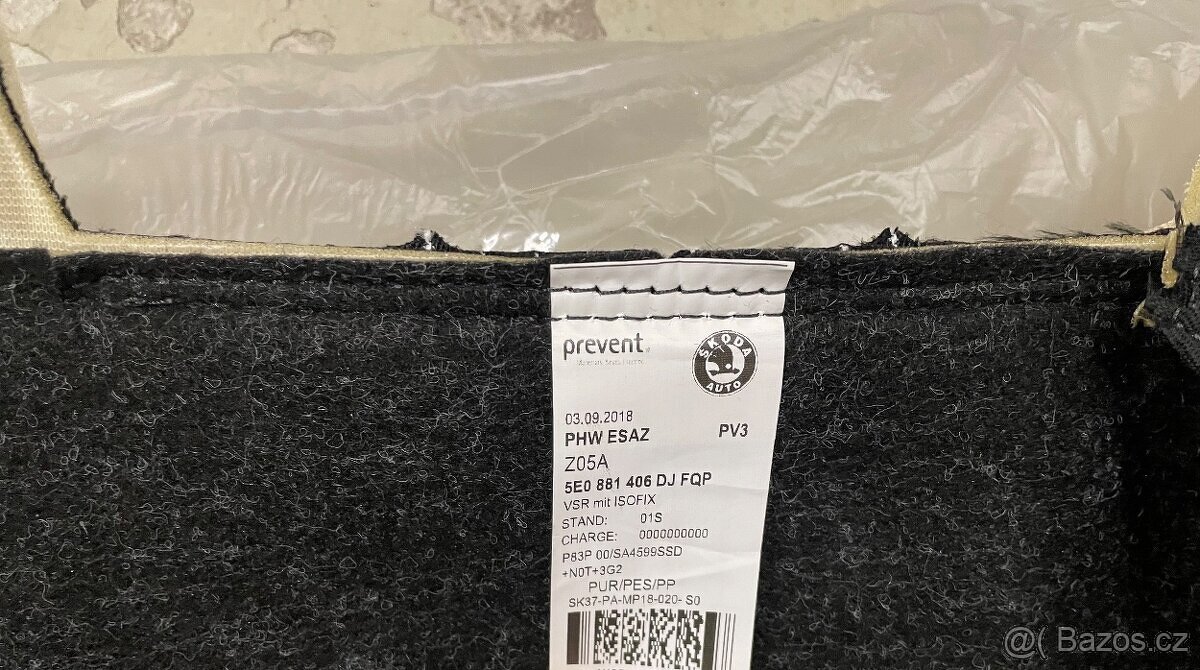 prevent
ŠKODA
AUTO
03.09.2018
PHW ESAZ PV3
Z05A
5E0 881 406 DJ FQP
VSR mit ISOFIX
STAND: 01S
CHARGE: 0000000000
P83P 00/SA4599SSD
+N0T+3G2
PUR/PES/PP
SK37-PA-MP18-020- S0
@( Bazos.cz